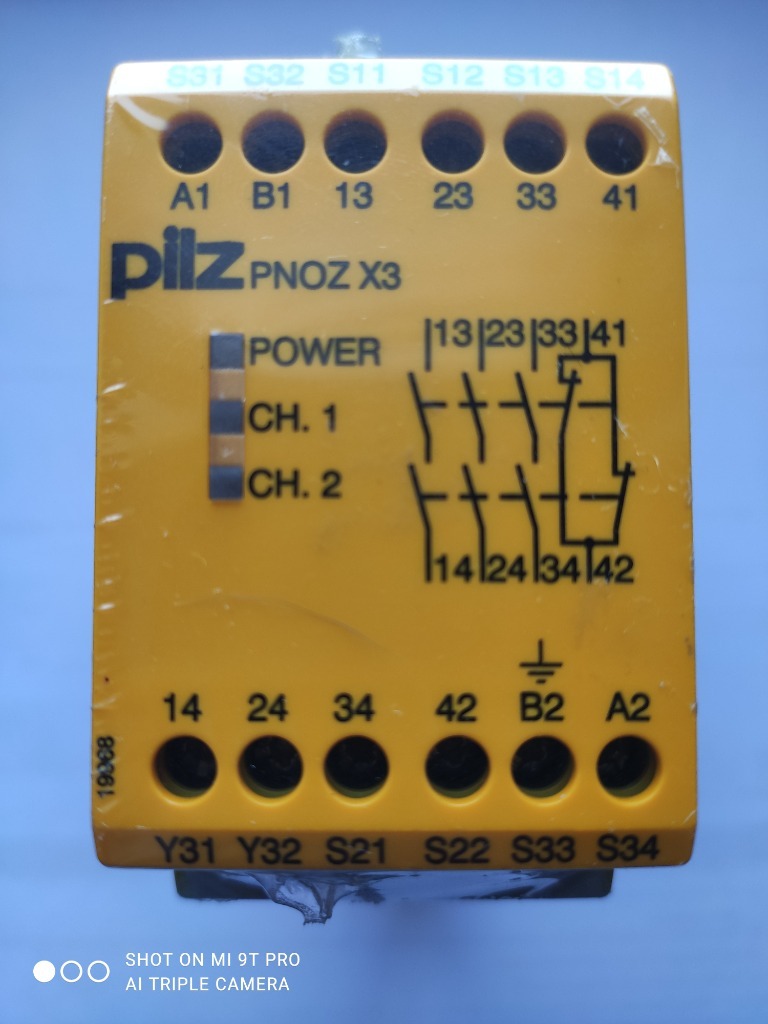 S31 S32 S11 S12 S13 S14
A1 B1 13 23 33 41
pilz PNOZ X3
13 23 33 41
POWER
CH. 1
CH. 2
14 24 34 42
14 24 34 42 B2 A2
Y31 Y32 S21 S22 S33 S34
SHOT ON MI 9T PRO
AI TRIPLE CAMERA